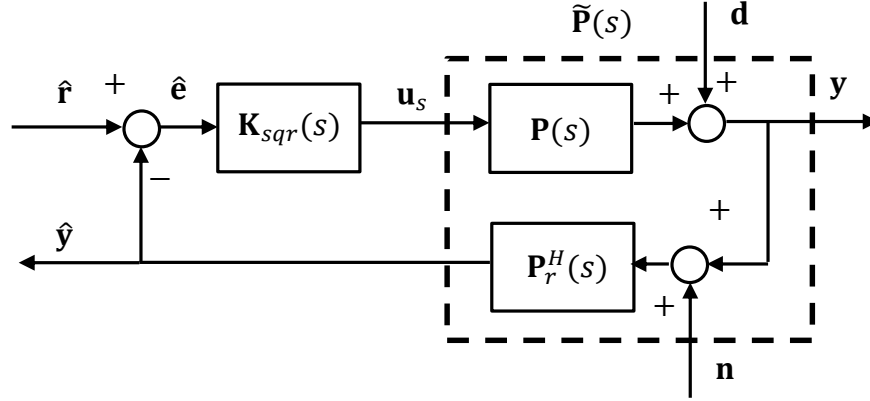 P̃(s)
d
r̂
+
ê
K_sqr(s)
u_s
P(s)
+
+
y
−
ŷ
P_r^H(s)
+
+
n